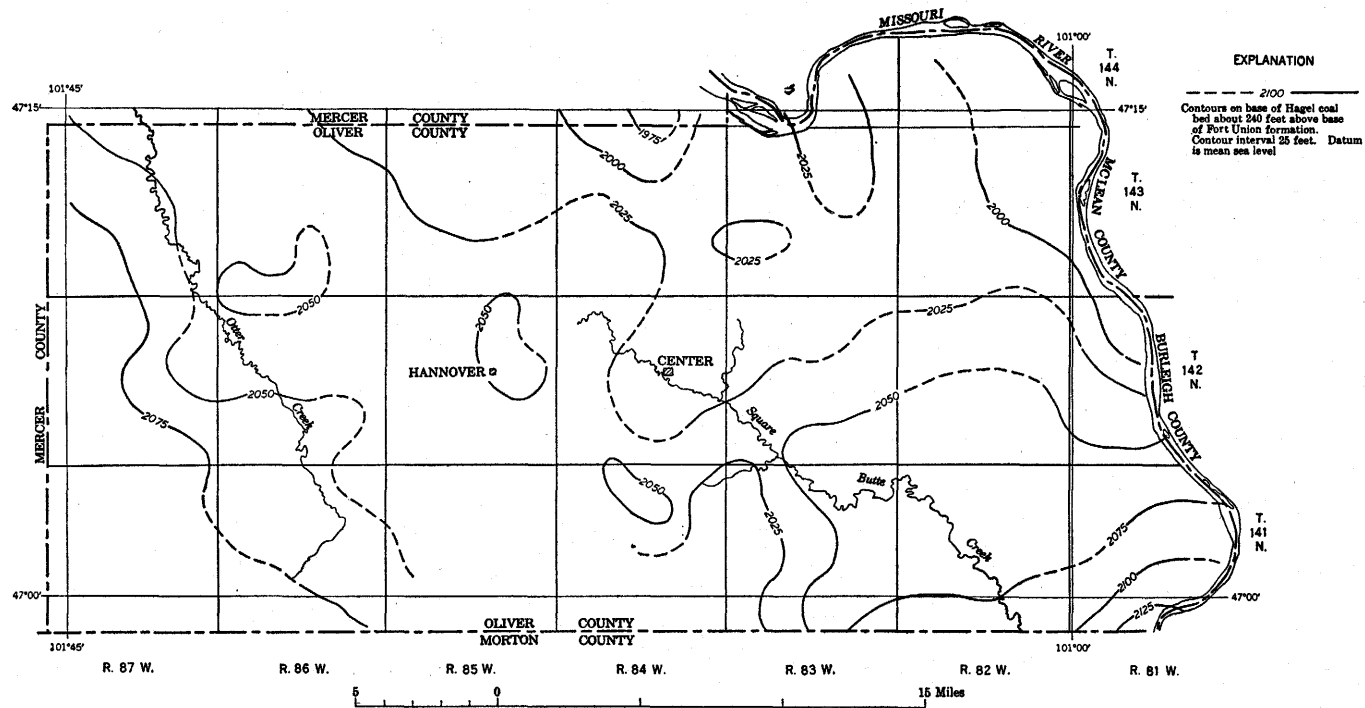 MISSOURI
RIVER
101°00'
T.
144
N.
EXPLANATION
2100
Contours on base of Hagel coal
bed about 240 feet above base
of Fort Union formation.
Contour interval 25 feet. Datum
is mean sea level
101°45'
47°15'
MERCER COUNTY
OLIVER COUNTY
1975'
2000
2025
47°15'
T.
143
N.
MCLEAN COUNTY
2000
2025
2025
2050
2050
2025
Otter
Creek
HANNOVER
CENTER
MERCER COUNTY
BURLEIGH COUNTY
T
142
N.
2075
2050
2050
Square
Butte
Creek
2050
2025
2075
T.
141
N.
2100
2125
47°00'
47°00'
OLIVER COUNTY
MORTON COUNTY
101°45'
101°00'
R. 87 W. R. 86 W. R. 85 W. R. 84 W. R. 83 W. R. 82 W. R. 81 W.
5 0 15 Miles